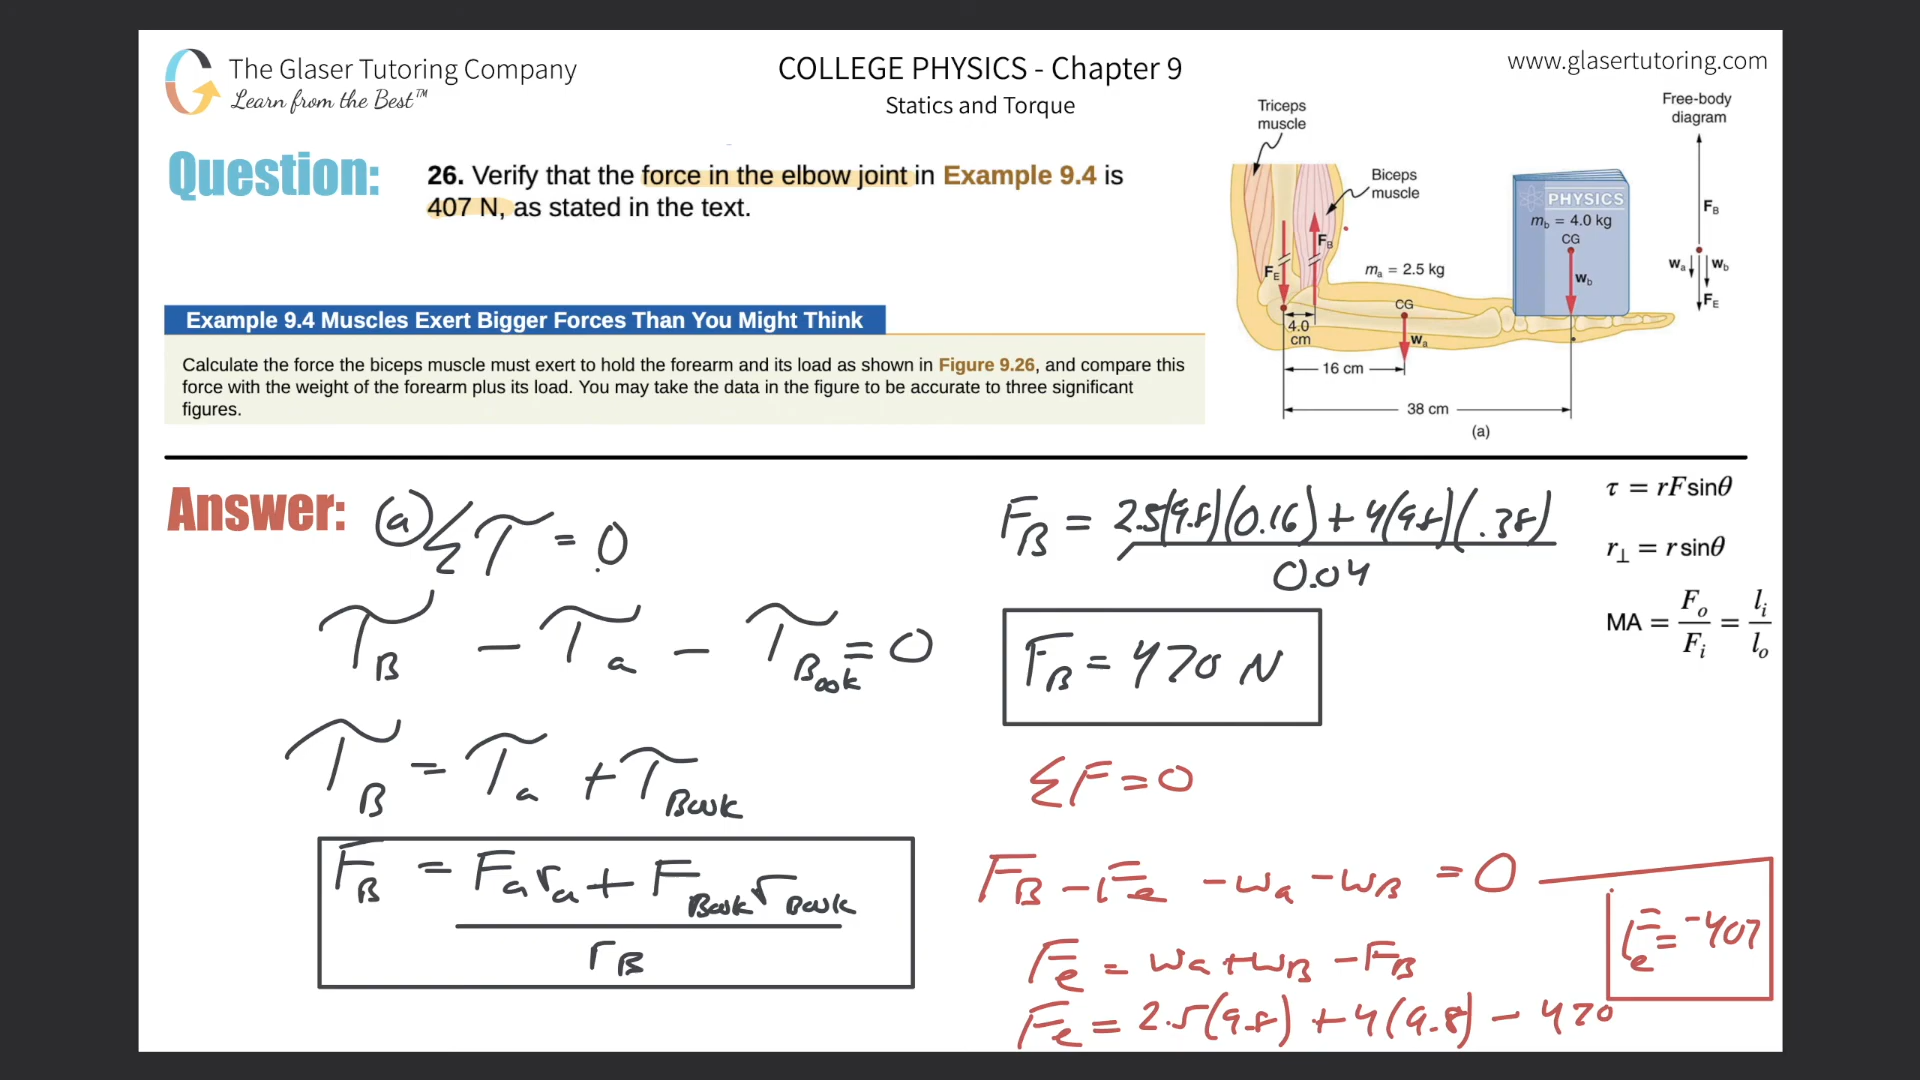 The Glaser Tutoring Company
Learn from the Best™
COLLEGE PHYSICS - Chapter 9
Statics and Torque
www.glasertutoring.com
Question:
26. Verify that the force in the elbow joint in Example 9.4 is
407 N, as stated in the text.
Example 9.4 Muscles Exert Bigger Forces Than You Might Think
Calculate the force the biceps muscle must exert to hold the forearm and its load as shown in Figure 9.26, and compare this
force with the weight of the forearm plus its load. You may take the data in the figure to be accurate to three significant
figures.
Triceps
muscle
Biceps
muscle
F_B
F_E
m_a = 2.5 kg
CG
w_a
4.0
cm
16 cm
38 cm
(a)
PHYSICS
m_b = 4.0 kg
CG
w_b
Free-body
diagram
F_B
w_a w_b
F_E
Answer:
(a) Στ = 0
τ_B - τ_a - τ_Book = 0
τ_B = τ_a + τ_Book
F_B = F_a r_a + F_Book r_Book
r_B
F_B = 2.5(9.8)(0.16) + 4(9.8)(.38)
0.04
F_B = 470 N
ΣF = 0
F_B - F_e - w_a - w_B = 0
F_e = w_a + w_B - F_B
F_e = 2.5(9.8) + 4(9.8) - 470
F_e = -407
τ = rF sinθ
r⊥ = r sinθ
MA = F_o/F_i = l_i/l_o